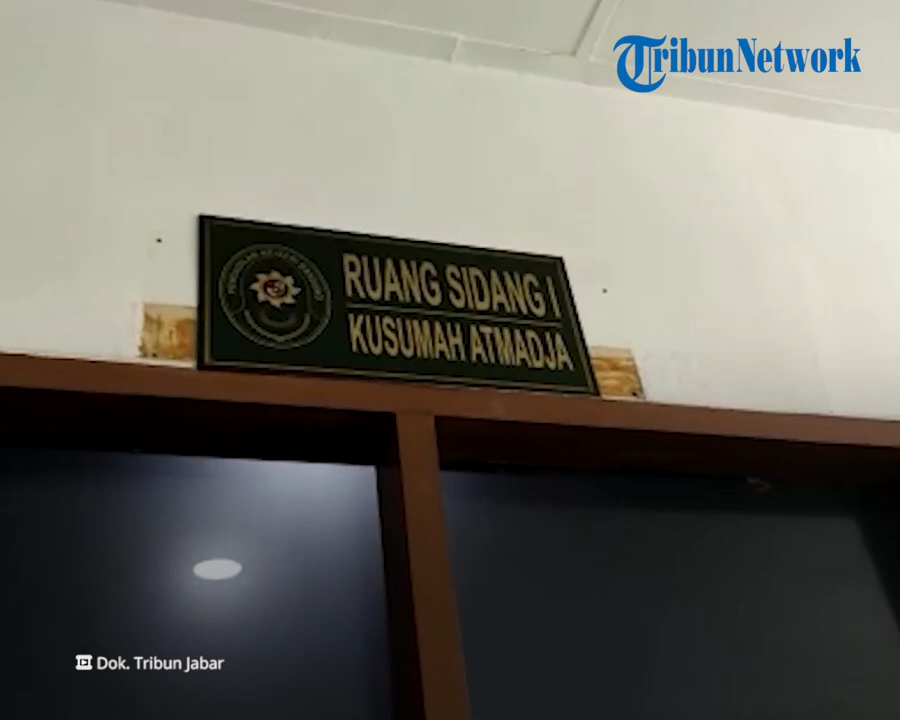 TribunNetwork
RUANG SIDANG I
KUSUMAH ATMADJA
Dok. Tribun Jabar